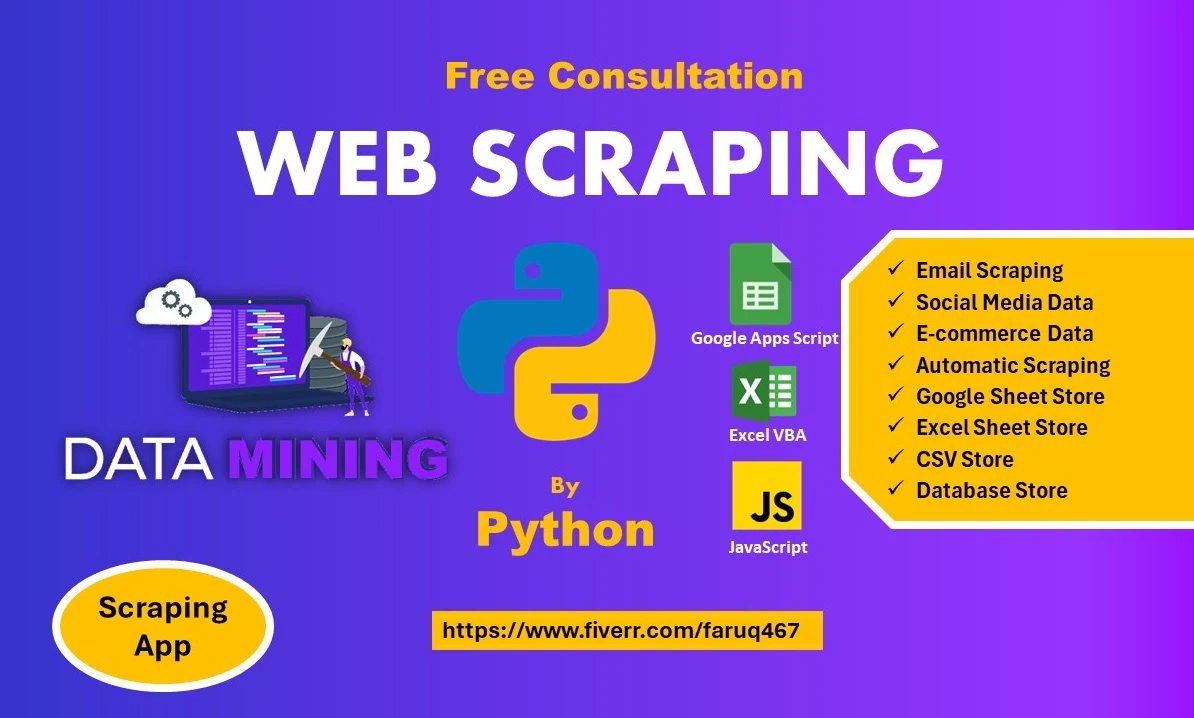 Free Consultation
WEB SCRAPING
DATA MINING
By
Python
Google Apps Script
X
Excel VBA
JS
JavaScript
Email Scraping
Social Media Data
E-commerce Data
Automatic Scraping
Google Sheet Store
Excel Sheet Store
CSV Store
Database Store
Scraping
App
https://www.fiverr.com/faruq467